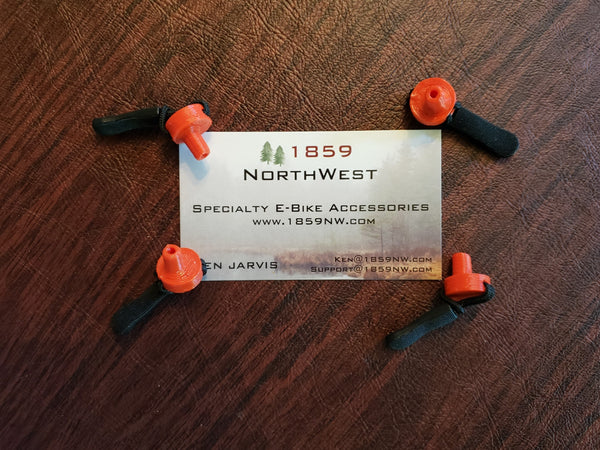 1859
NorthWest
Specialty E-Bike Accessories
www.1859NW.com
en Jarvis
Ken@1859NW.com
Support@1859NW.com